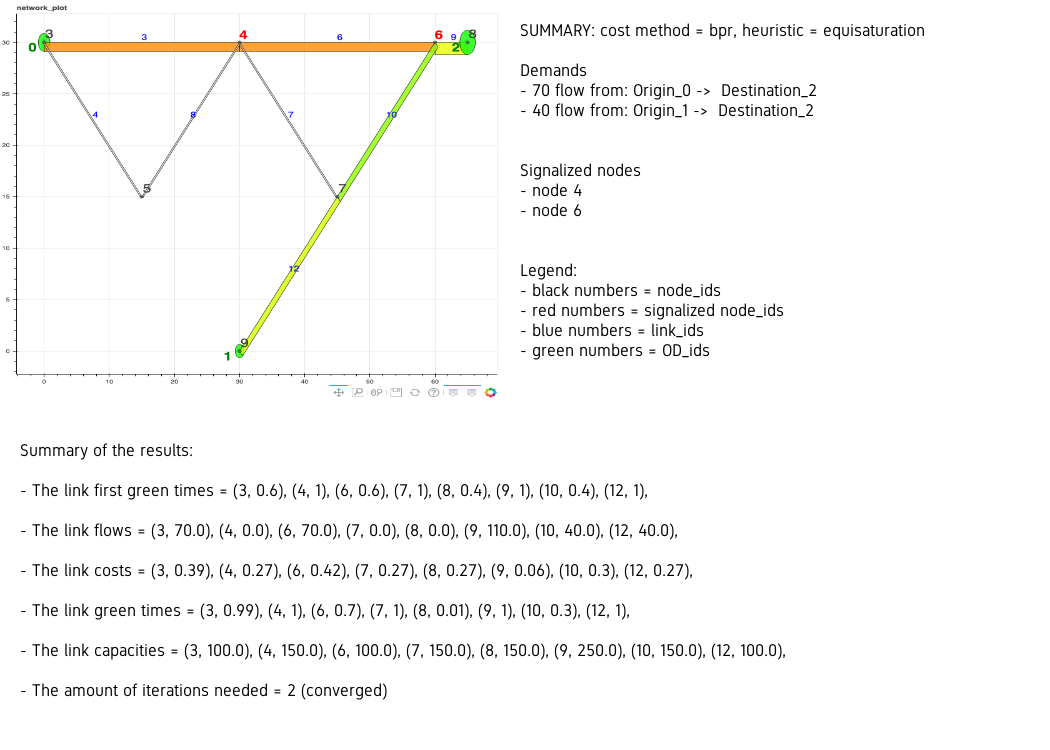 network_plot
SUMMARY: cost method = bpr, heuristic = equisaturation
Demands
- 70 flow from: Origin_0 -> Destination_2
- 40 flow from: Origin_1 -> Destination_2
Signalized nodes
- node 4
- node 6
Legend:
- black numbers = node_ids
- red numbers = signalized node_ids
- blue numbers = link_ids
- green numbers = OD_ids
3
4
6
8
0
3
6
9
2
30
25
4
8
7
10
20
5
7
15
10
12
5
9
1
0
0
10
20
30
40
50
60
Summary of the results:
- The link first green times = (3, 0.6), (4, 1), (6, 0.6), (7, 1), (8, 0.4), (9, 1), (10, 0.4), (12, 1),
- The link flows = (3, 70.0), (4, 0.0), (6, 70.0), (7, 0.0), (8, 0.0), (9, 110.0), (10, 40.0), (12, 40.0),
- The link costs = (3, 0.39), (4, 0.27), (6, 0.42), (7, 0.27), (8, 0.27), (9, 0.06), (10, 0.3), (12, 0.27),
- The link green times = (3, 0.99), (4, 1), (6, 0.7), (7, 1), (8, 0.01), (9, 1), (10, 0.3), (12, 1),
- The link capacities = (3, 100.0), (4, 150.0), (6, 100.0), (7, 150.0), (8, 150.0), (9, 250.0), (10, 150.0), (12, 100.0),
- The amount of iterations needed = 2 (converged)